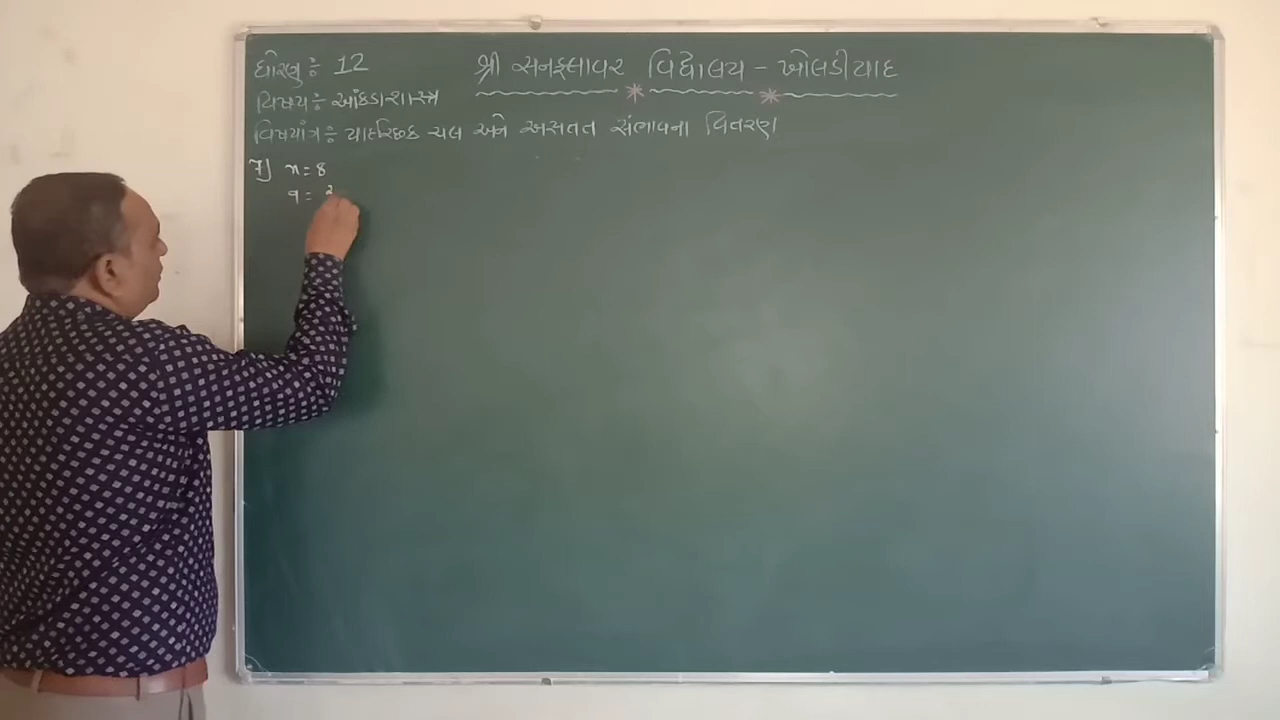 શ્રી સનફ્લાવર વિદ્યાલય - ખોલડીયાદ
ધોરણ ÷ 12
વિષય ÷ આંકડાશાસ્ત્ર
વિષયાંગ ÷ યાદચ્છિક ચલ અને અસતત સંભાવના વિતરણ
7] n = 8
q =